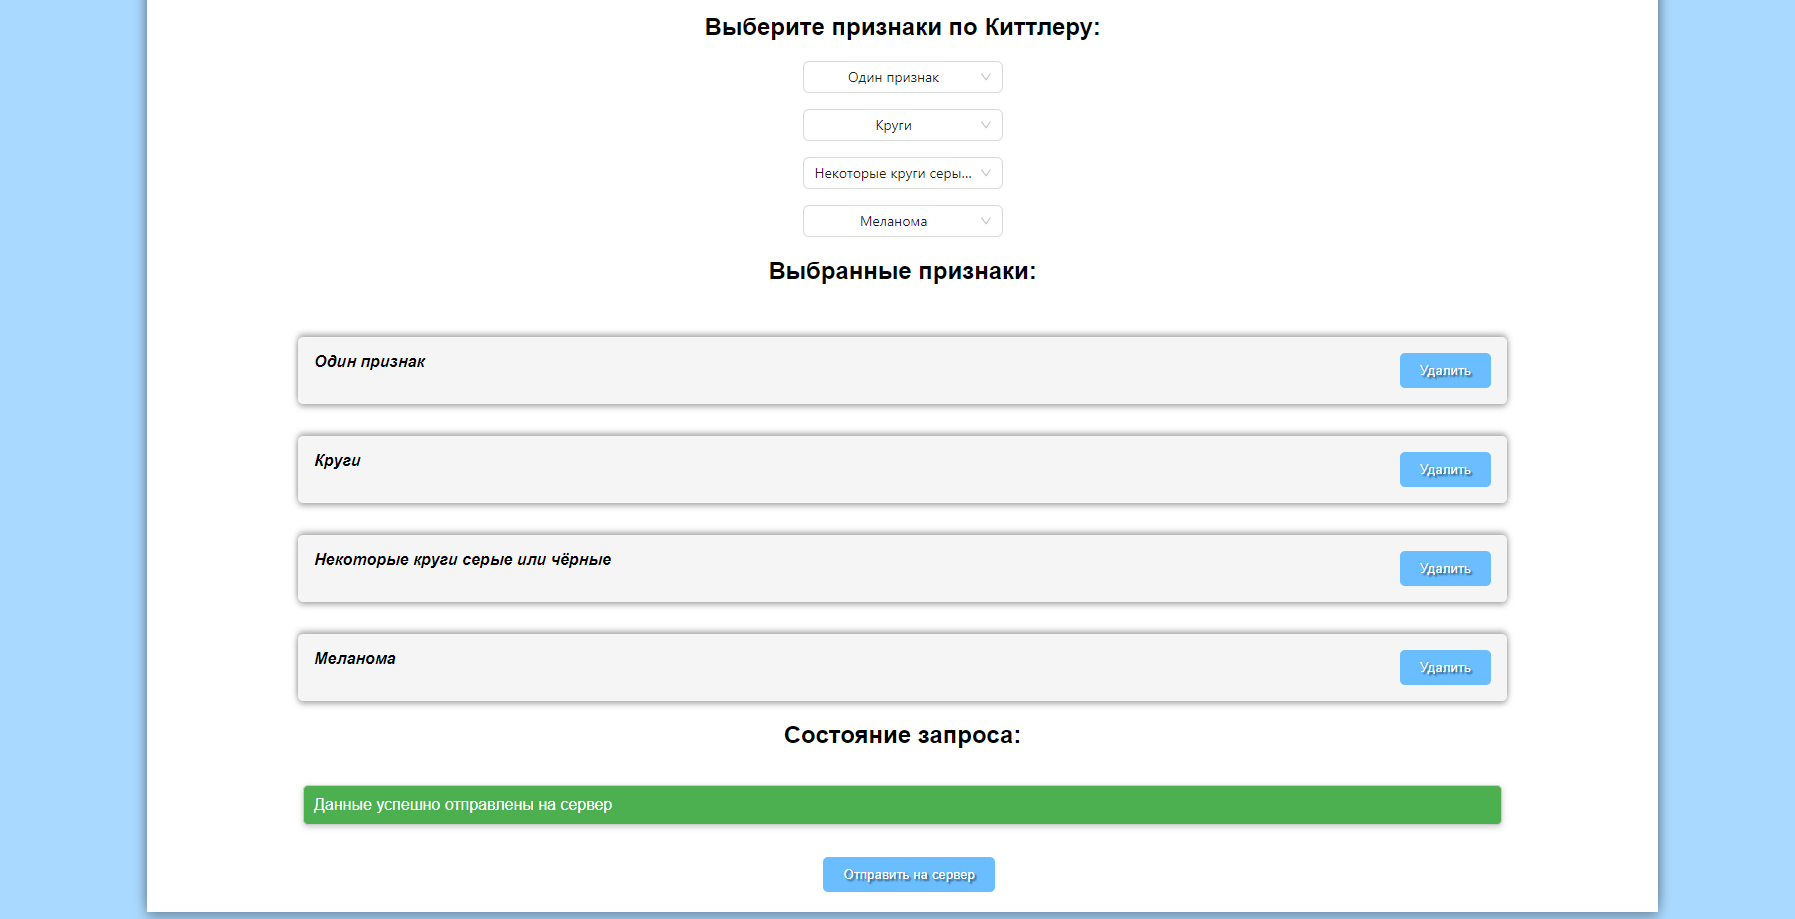 Выберите признаки по Киттлеру:
Один признак
Круги
Некоторые круги серы...
Меланома
Выбранные признаки:
Один признак
Удалить
Круги
Удалить
Некоторые круги серые или чёрные
Удалить
Меланома
Удалить
Состояние запроса:
Данные успешно отправлены на сервер
Отправить на сервер